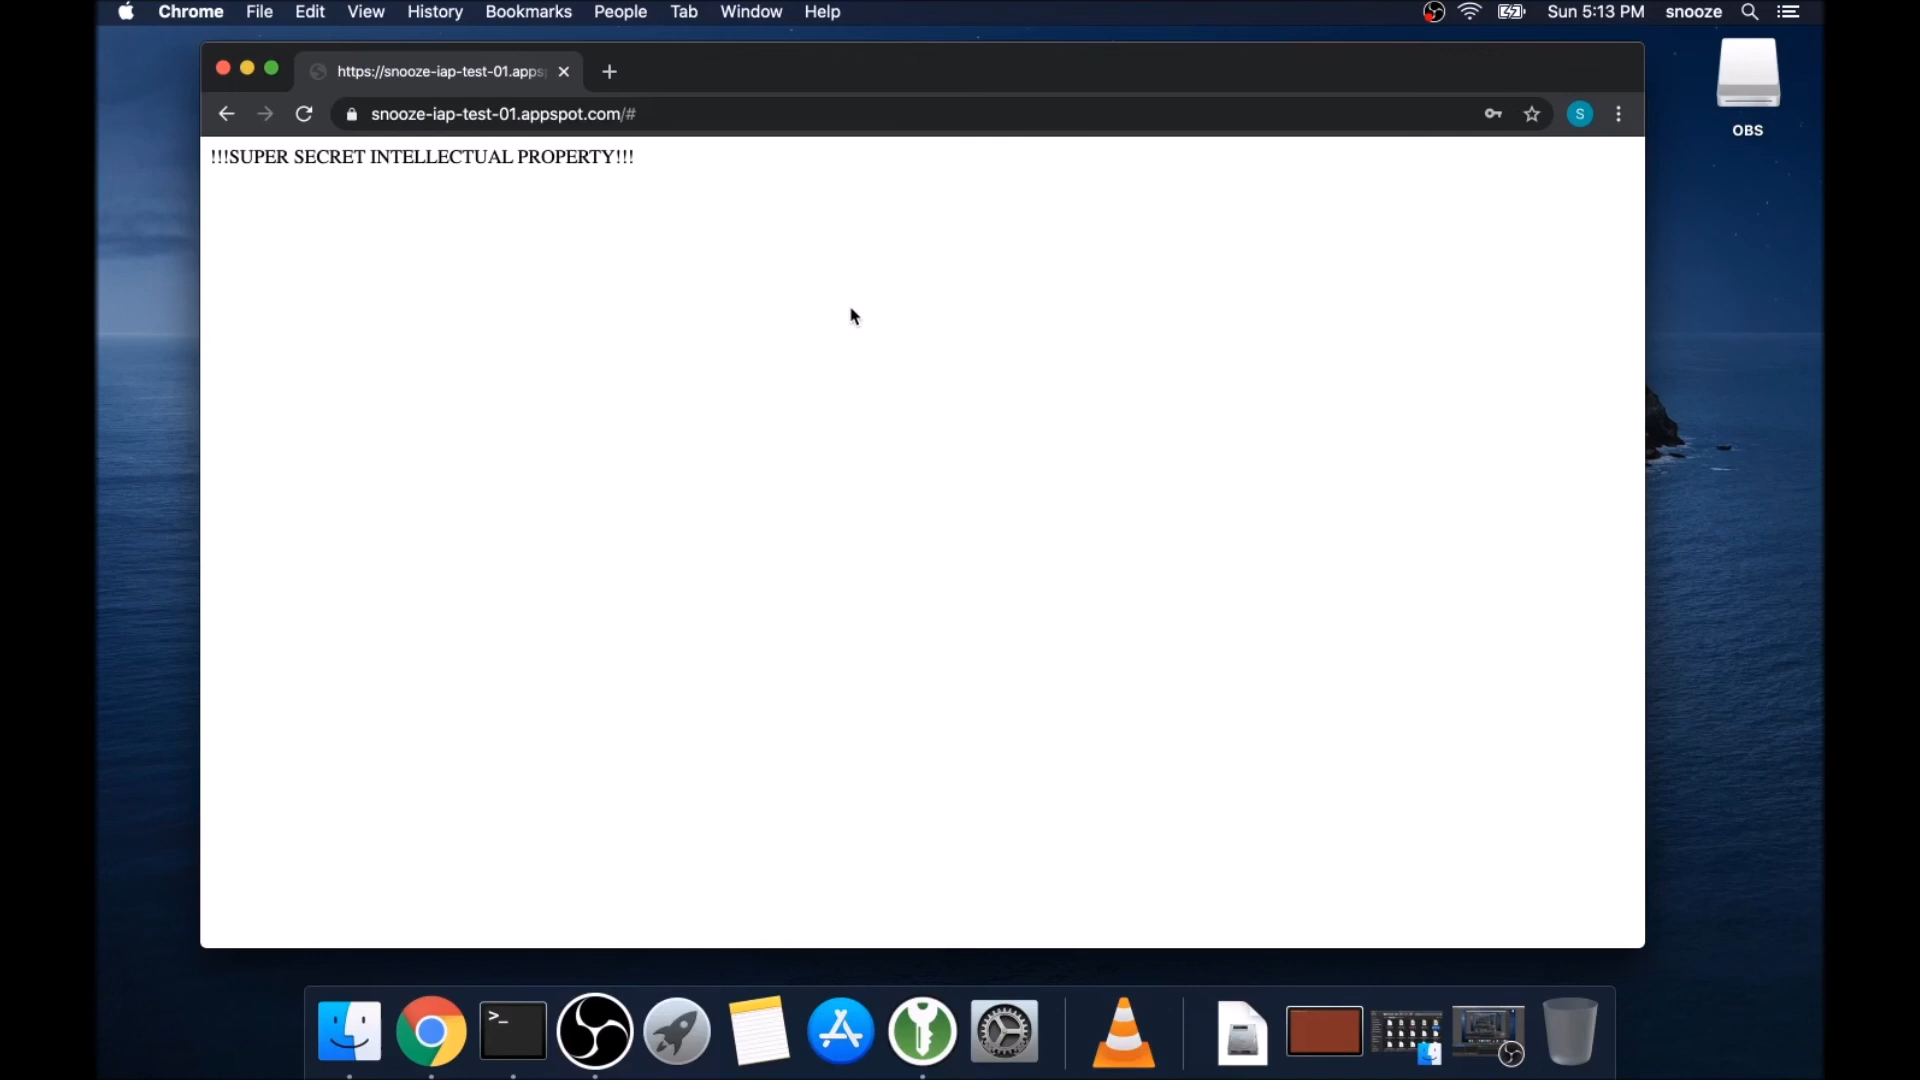 Chrome File Edit View History Bookmarks People Tab Window Help Sun 5:13 PM snooze
https://snooze-iap-test-01.apps
snooze-iap-test-01.appspot.com/#
S
OBS
!!!SUPER SECRET INTELLECTUAL PROPERTY!!!
>_